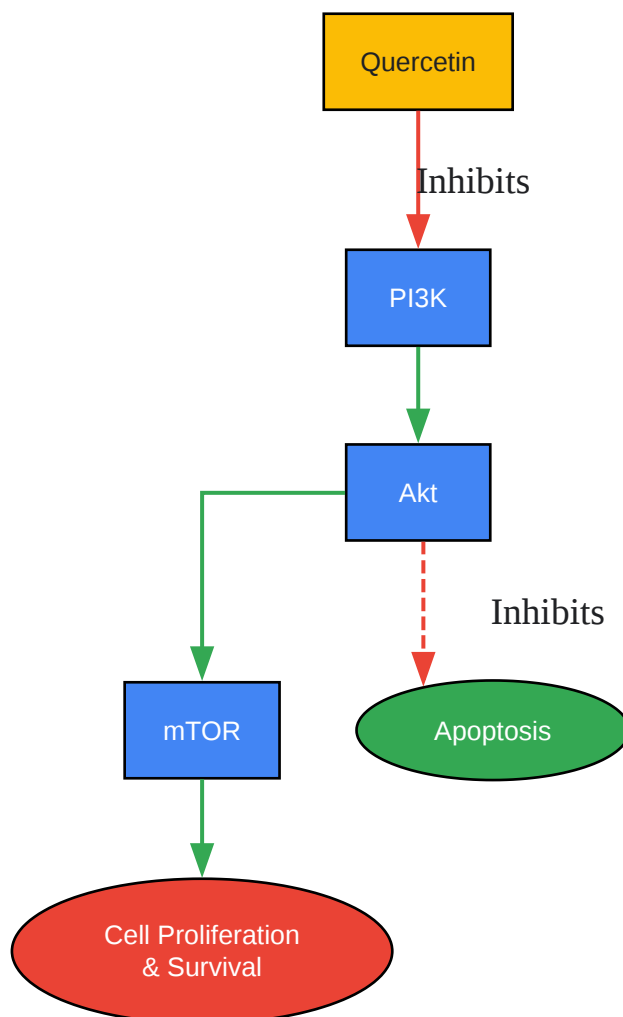 Quercetin
Inhibits
PI3K
Akt
Inhibits
mTOR
Apoptosis
Cell Proliferation
& Survival